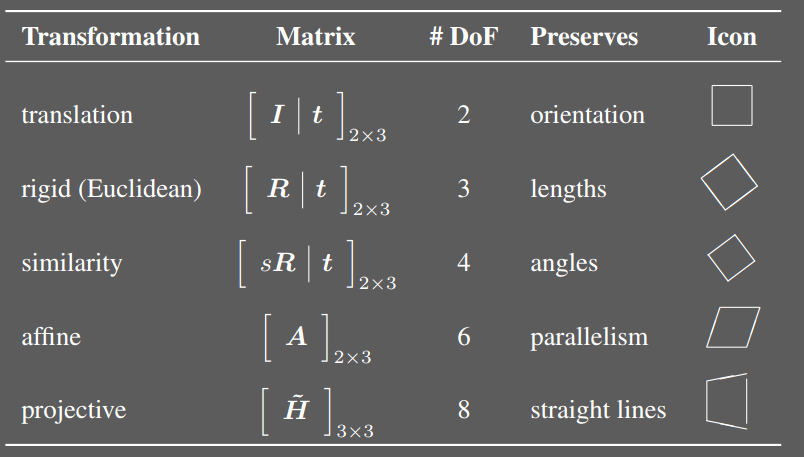 Transformation Matrix # DoF Preserves Icon
translation [ I | t ]2×3 2 orientation
rigid (Euclidean) [ R | t ]2×3 3 lengths
similarity [ sR | t ]2×3 4 angles
affine [ A ]2×3 6 parallelism
projective [ H̃ ]3×3 8 straight lines